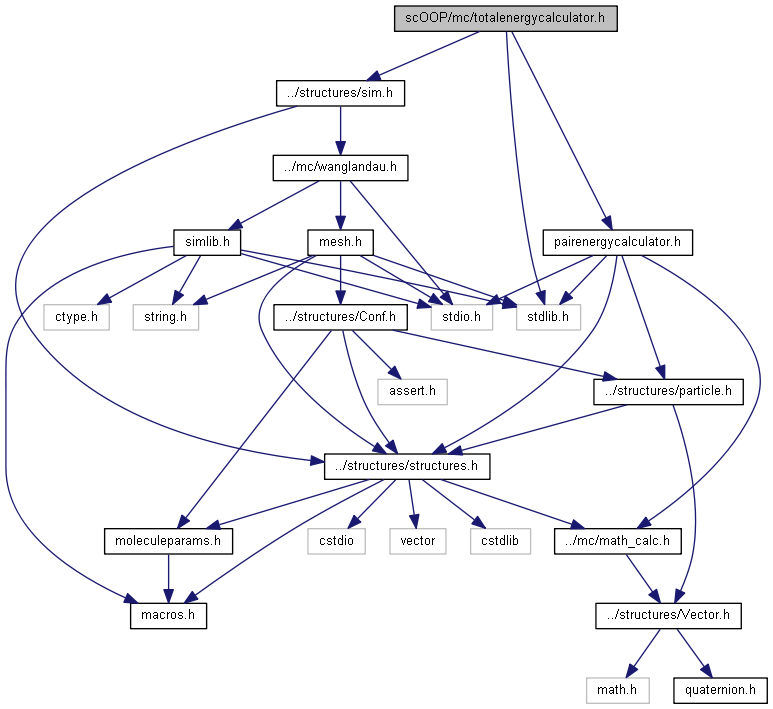 scOOP/mc/totalenergycalculator.h
../structures/sim.h
../mc/wanglandau.h
simlib.h
mesh.h
pairenergycalculator.h
ctype.h
string.h
../structures/Conf.h
stdio.h
stdlib.h
assert.h
../structures/particle.h
../structures/structures.h
moleculeparams.h
cstdio
vector
cstdlib
../mc/math_calc.h
macros.h
../structures/Vector.h
math.h
quaternion.h